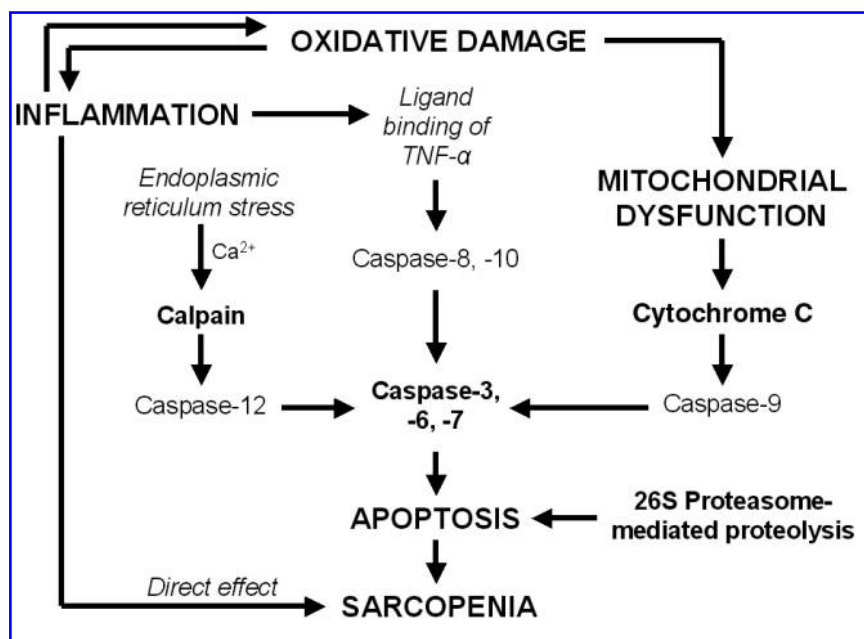 OXIDATIVE DAMAGE
INFLAMMATION
Ligand
binding of
TNF-α
Endoplasmic
reticulum stress
MITOCHONDRIAL
DYSFUNCTION
Ca²⁺
Caspase-8, -10
Calpain
Cytochrome C
Caspase-12
Caspase-3,
-6, -7
Caspase-9
APOPTOSIS
26S Proteasome-
mediated proteolysis
Direct effect
SARCOPENIA